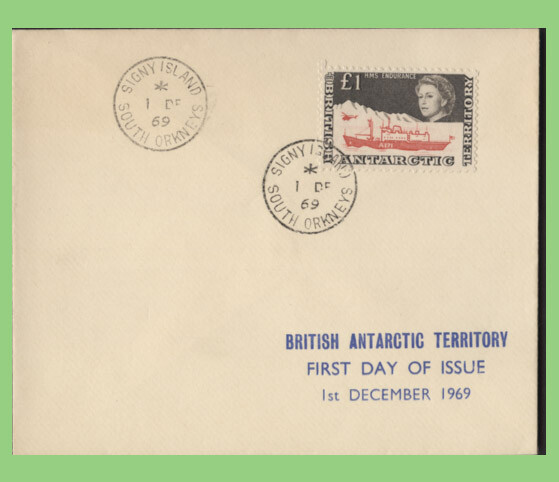 SIGNY ISLAND
*
1 DE
69
SOUTH ORKNEYS
£1 HMS ENDURANCE
BRITISH
ANTARCTIC
TERRITORY
SIGNY ISLAND
*
1 DE
69
SOUTH ORKNEYS
BRITISH ANTARCTIC TERRITORY
FIRST DAY OF ISSUE
1st DECEMBER 1969